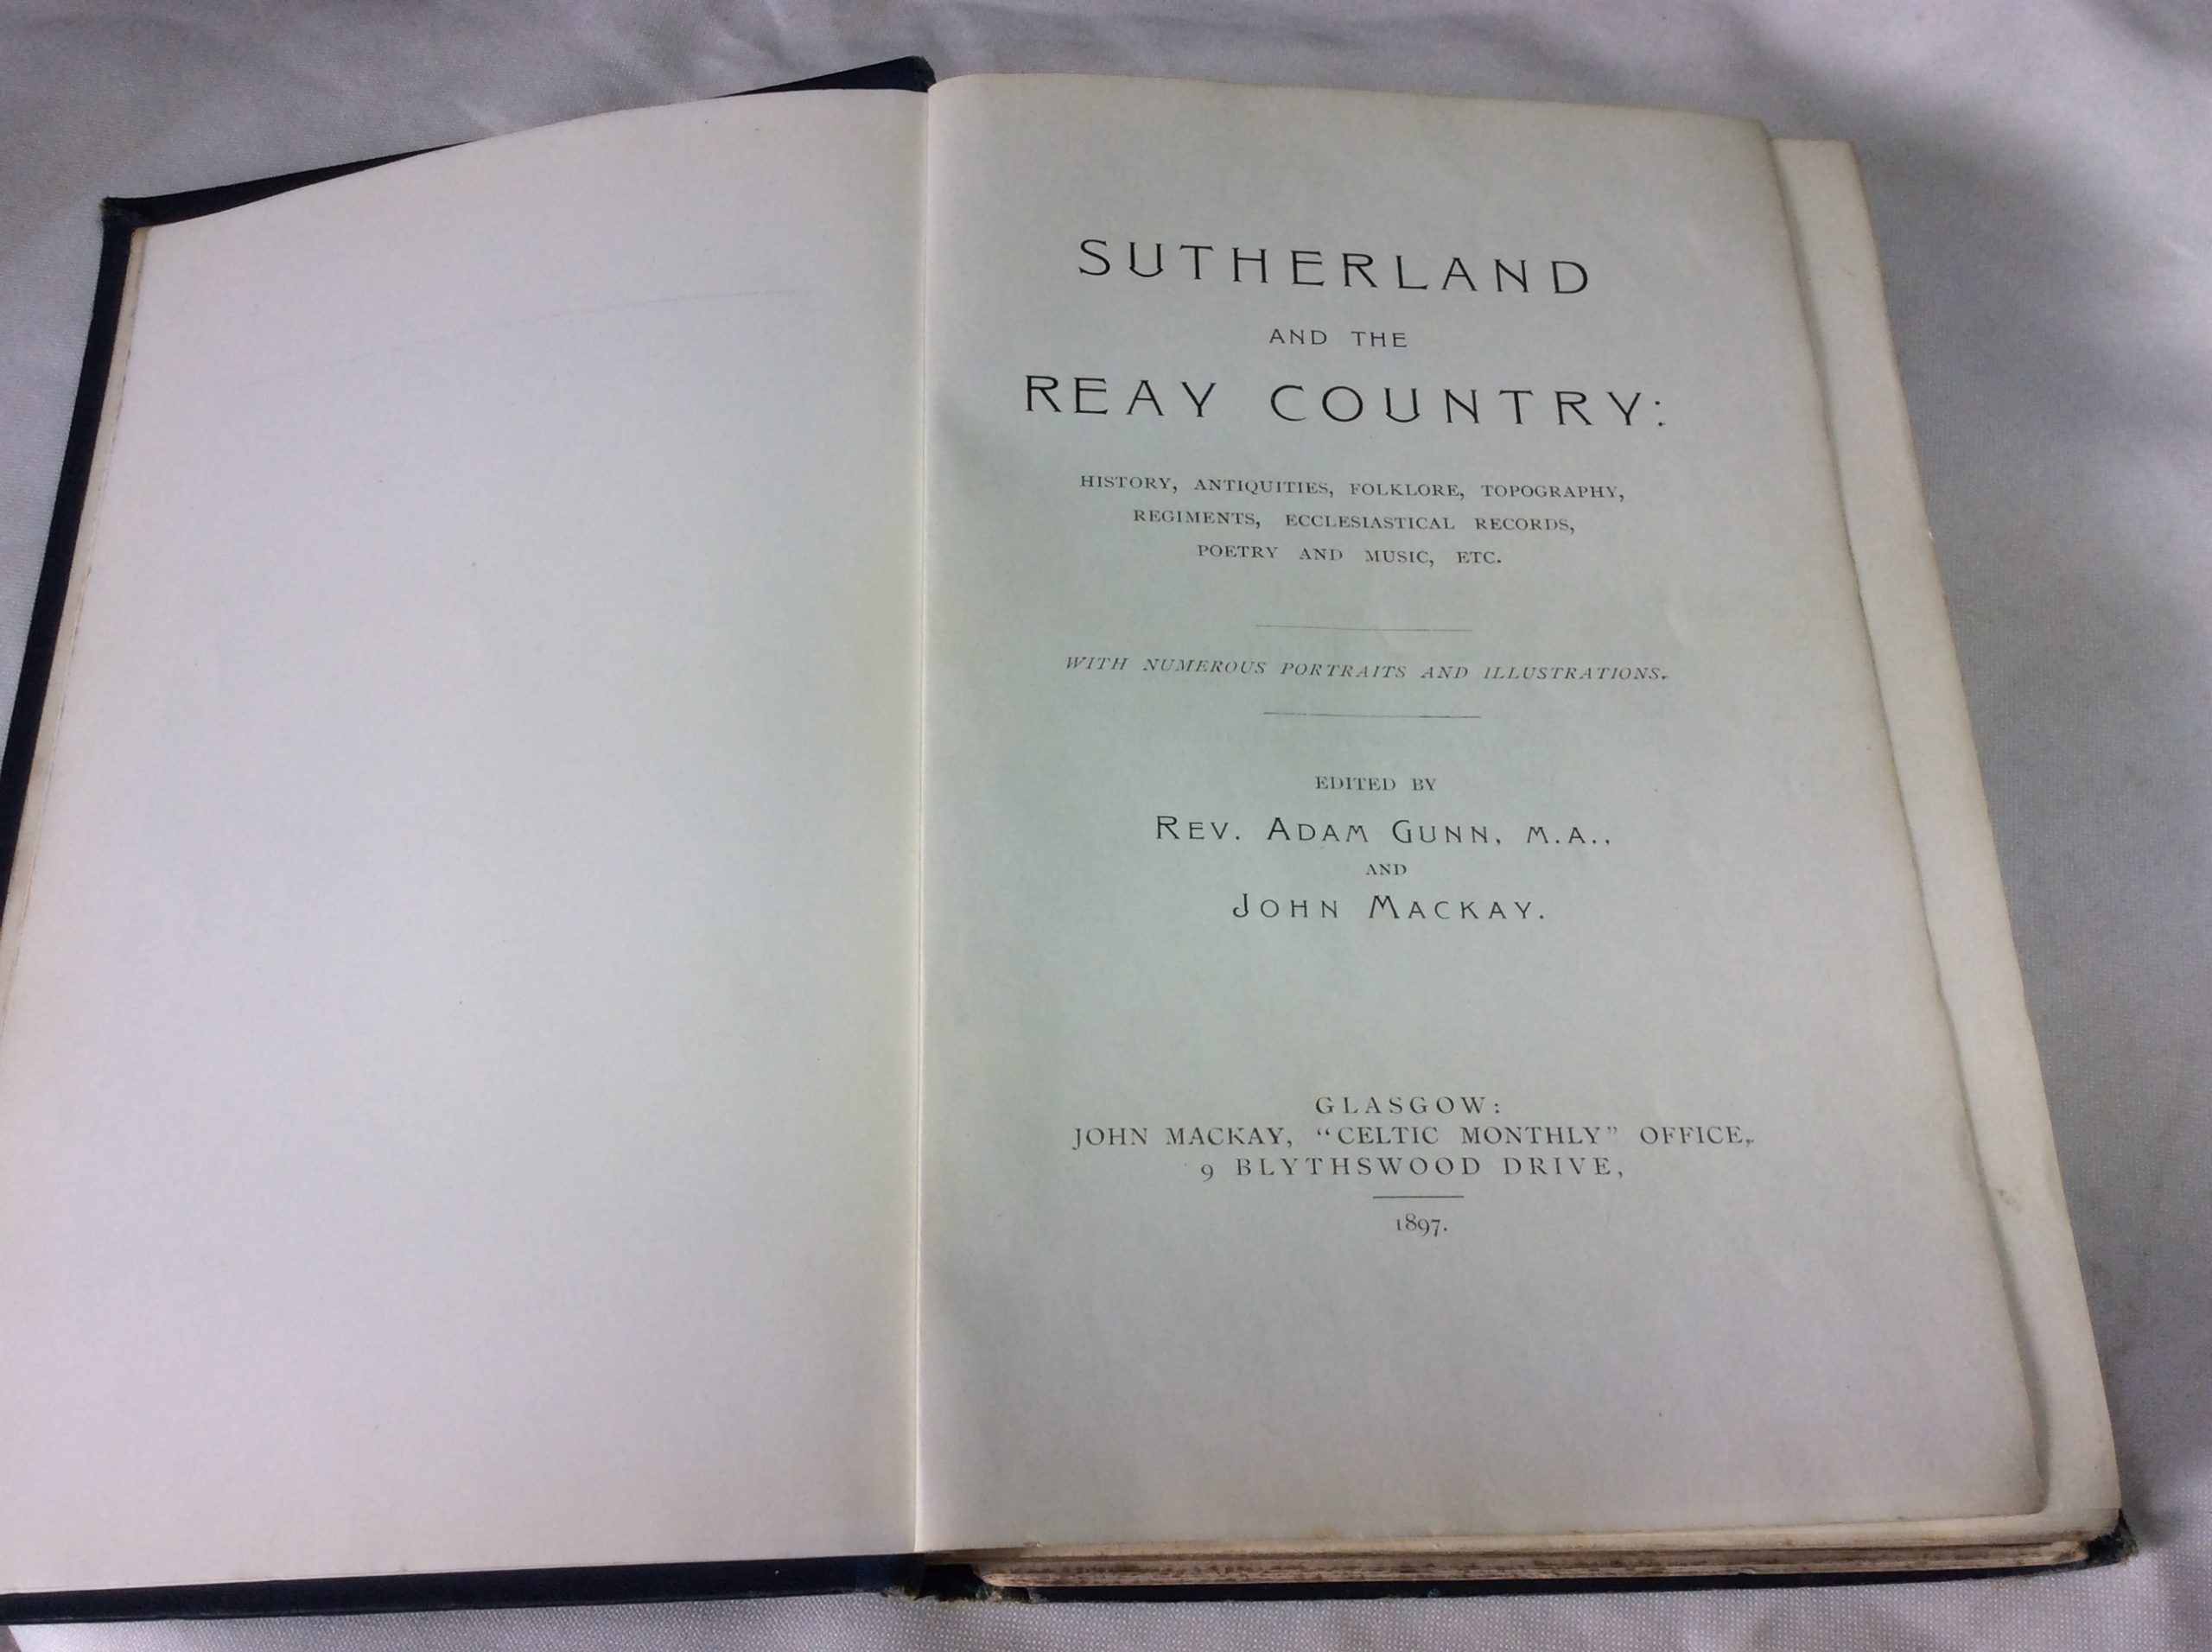 SUTHERLAND
AND THE
REAY COUNTRY:
HISTORY, ANTIQUITIES, FOLKLORE, TOPOGRAPHY,
REGIMENTS, ECCLESIASTICAL RECORDS,
POETRY AND MUSIC, ETC.
WITH NUMEROUS PORTRAITS AND ILLUSTRATIONS.
EDITED BY
REV. ADAM GUNN, M.A.,
AND
JOHN MACKAY.
GLASGOW:
JOHN MACKAY, “CELTIC MONTHLY” OFFICE,
9 BLYTHSWOOD DRIVE,
1897.